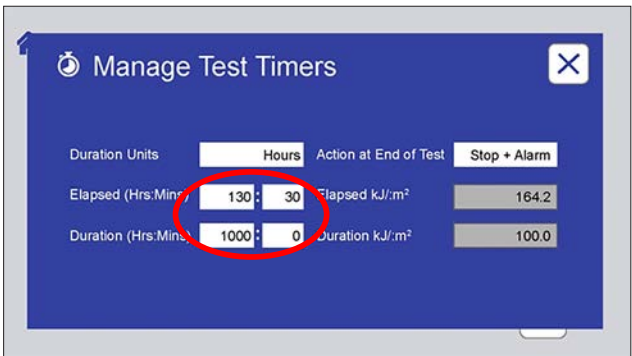 Manage Test Timers
Duration Units Hours Action at End of Test Stop + Alarm
Elapsed (Hrs:Mins) 130 : 30 Elapsed kJ/:m² 164.2
Duration (Hrs:Mins) 1000 : 0 Duration kJ/:m² 100.0